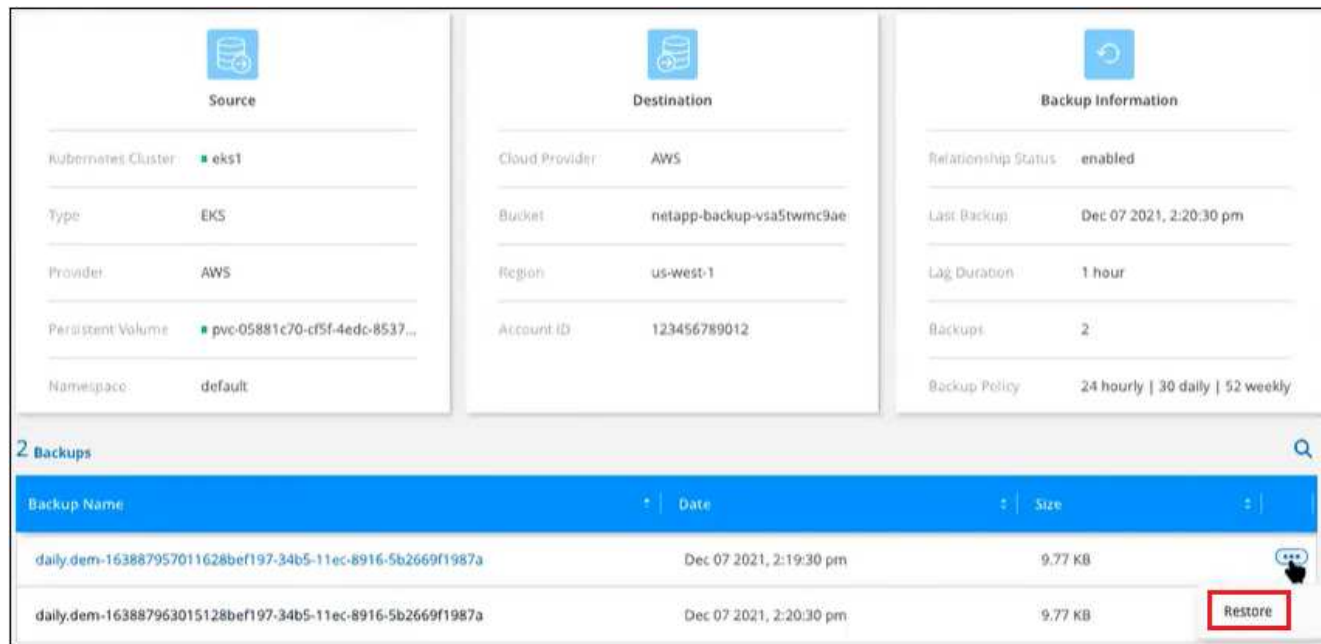 Source
Kubernetes Cluster eks1
Type EKS
Provider AWS
Persistent Volume pvc-05881c70-cf5f-4edc-8537...
Namespace default
Destination
Cloud Provider AWS
Bucket netapp-backup-vsa5twmc9ae
Region us-west-1
Account ID 123456789012
Backup Information
Relationship Status enabled
Last Backup Dec 07 2021, 2:20:30 pm
Lag Duration 1 hour
Backups 2
Backup Policy 24 hourly | 30 daily | 52 weekly
2 Backups
Backup Name Date Size
daily.dem-163887957011628bef197-34b5-11ec-8916-5b2669f1987a Dec 07 2021, 2:19:30 pm 9.77 KB
daily.dem-163887963015128bef197-34b5-11ec-8916-5b2669f1987a Dec 07 2021, 2:20:30 pm 9.77 KB
Restore